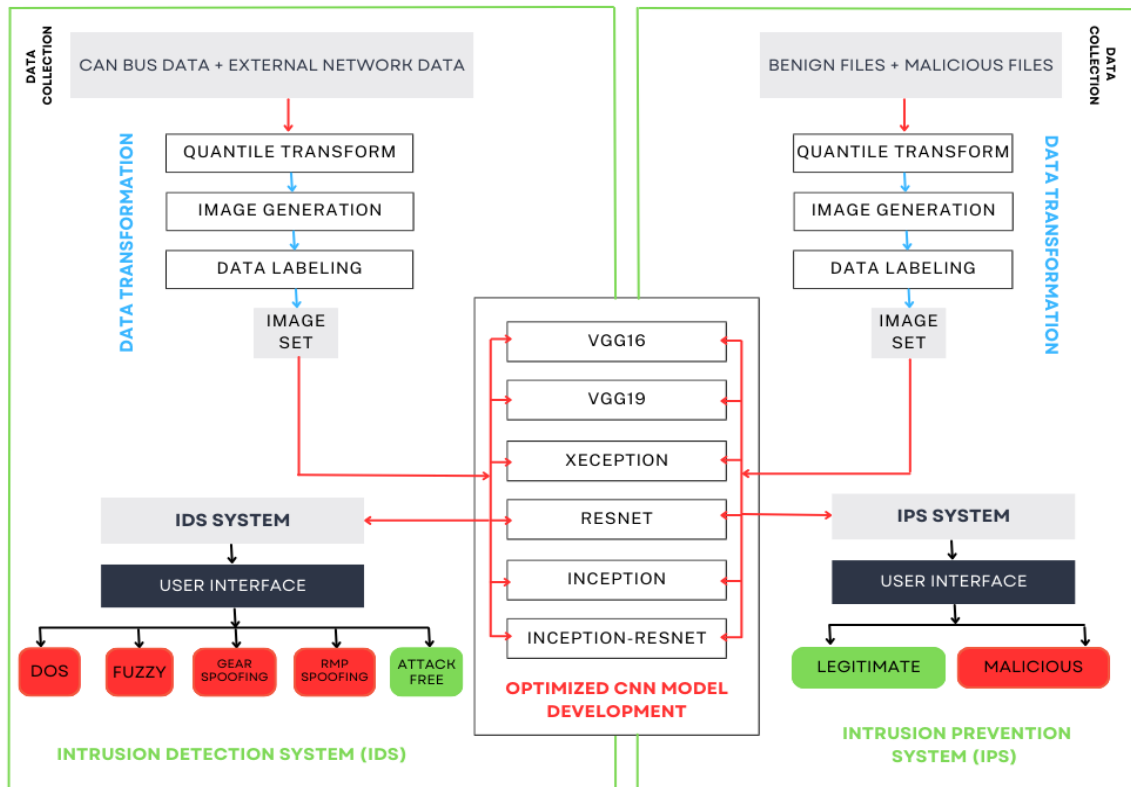 DATA
COLLECTION
CAN BUS DATA + EXTERNAL NETWORK DATA
DATA TRANSFORMATION
QUANTILE TRANSFORM
IMAGE GENERATION
DATA LABELING
IMAGE
SET
BENIGN FILES + MALICIOUS FILES
DATA
COLLECTION
QUANTILE TRANSFORM
IMAGE GENERATION
DATA LABELING
IMAGE
SET
DATA TRANSFORMATION
VGG16
VGG19
XECEPTION
RESNET
INCEPTION
INCEPTION-RESNET
OPTIMIZED CNN MODEL
DEVELOPMENT
IDS SYSTEM
USER INTERFACE
DOS
FUZZY
GEAR
SPOOFING
RMP
SPOOFING
ATTACK
FREE
INTRUSION DETECTION SYSTEM (IDS)
IPS SYSTEM
USER INTERFACE
LEGITIMATE
MALICIOUS
INTRUSION PREVENTION
SYSTEM (IPS)